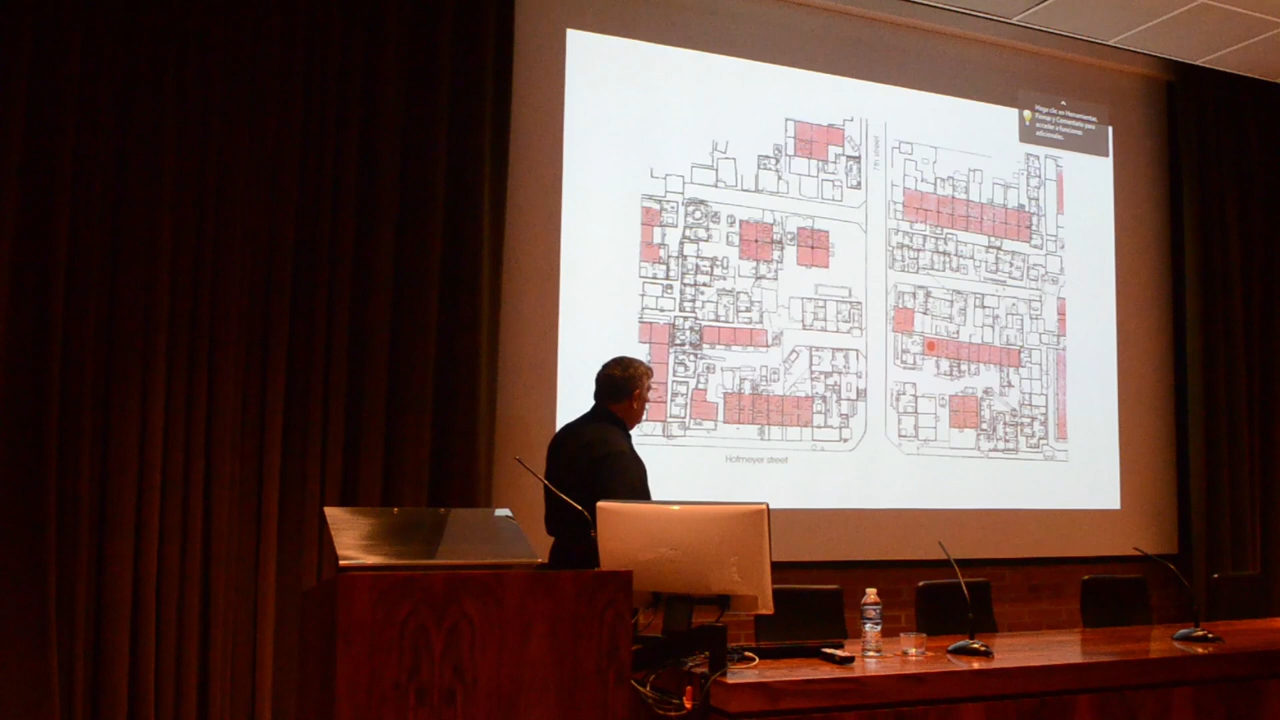 Haga clic en Herramientas,
Firmar y Comentario para
acceder a funciones
adicionales.
7th street
Hofmeyer street